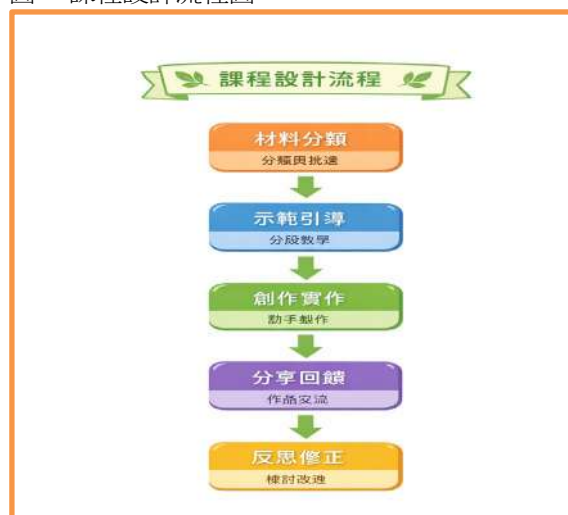 課程設計流程
材料分類
分類與挑選
示範引導
分段教學
創作實作
動手製作
分享回饋
作品交流
反思修正
檢討改進